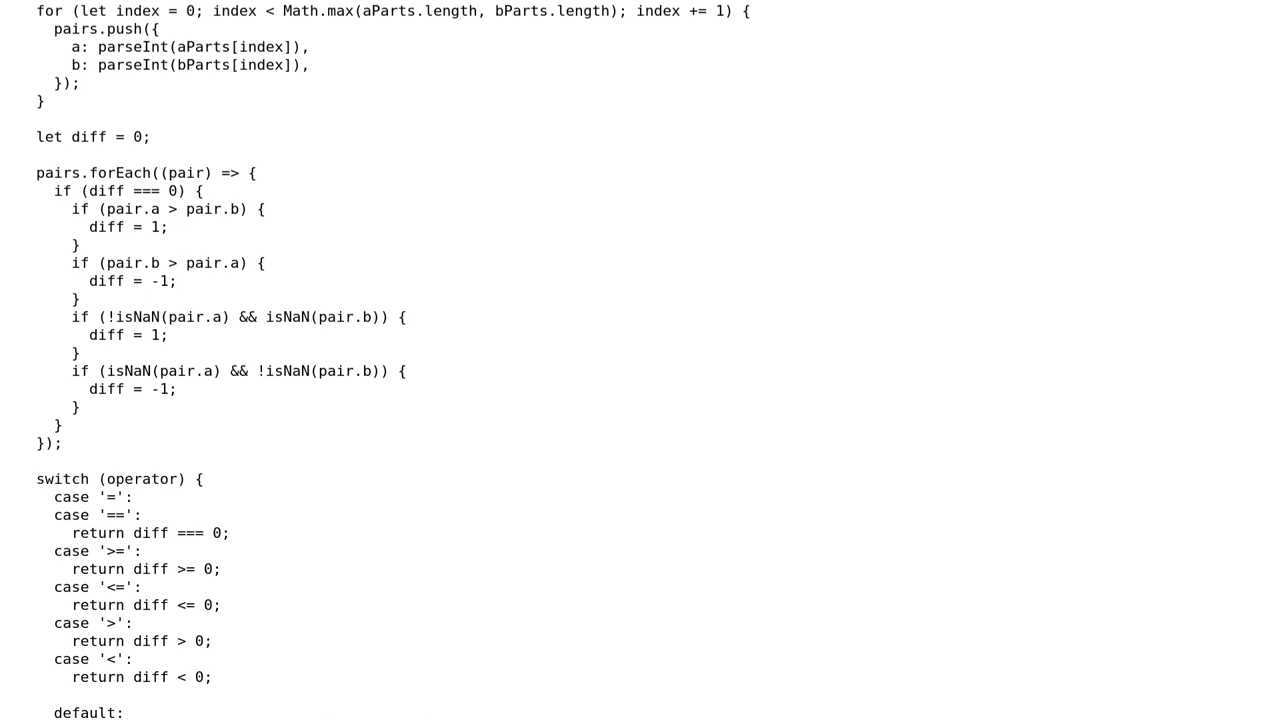 for (let index = 0; index < Math.max(aParts.length, bParts.length); index += 1) {
  pairs.push({
    a: parseInt(aParts[index]),
    b: parseInt(bParts[index]),
  });
}

let diff = 0;

pairs.forEach((pair) => {
  if (diff === 0) {
    if (pair.a > pair.b) {
      diff = 1;
    }
    if (pair.b > pair.a) {
      diff = -1;
    }
    if (!isNaN(pair.a) && isNaN(pair.b)) {
      diff = 1;
    }
    if (isNaN(pair.a) && !isNaN(pair.b)) {
      diff = -1;
    }
  }
});

switch (operator) {
  case '=':
  case '==':
    return diff === 0;
  case '>=':
    return diff >= 0;
  case '<=':
    return diff <= 0;
  case '>':
    return diff > 0;
  case '<':
    return diff < 0;

  default: